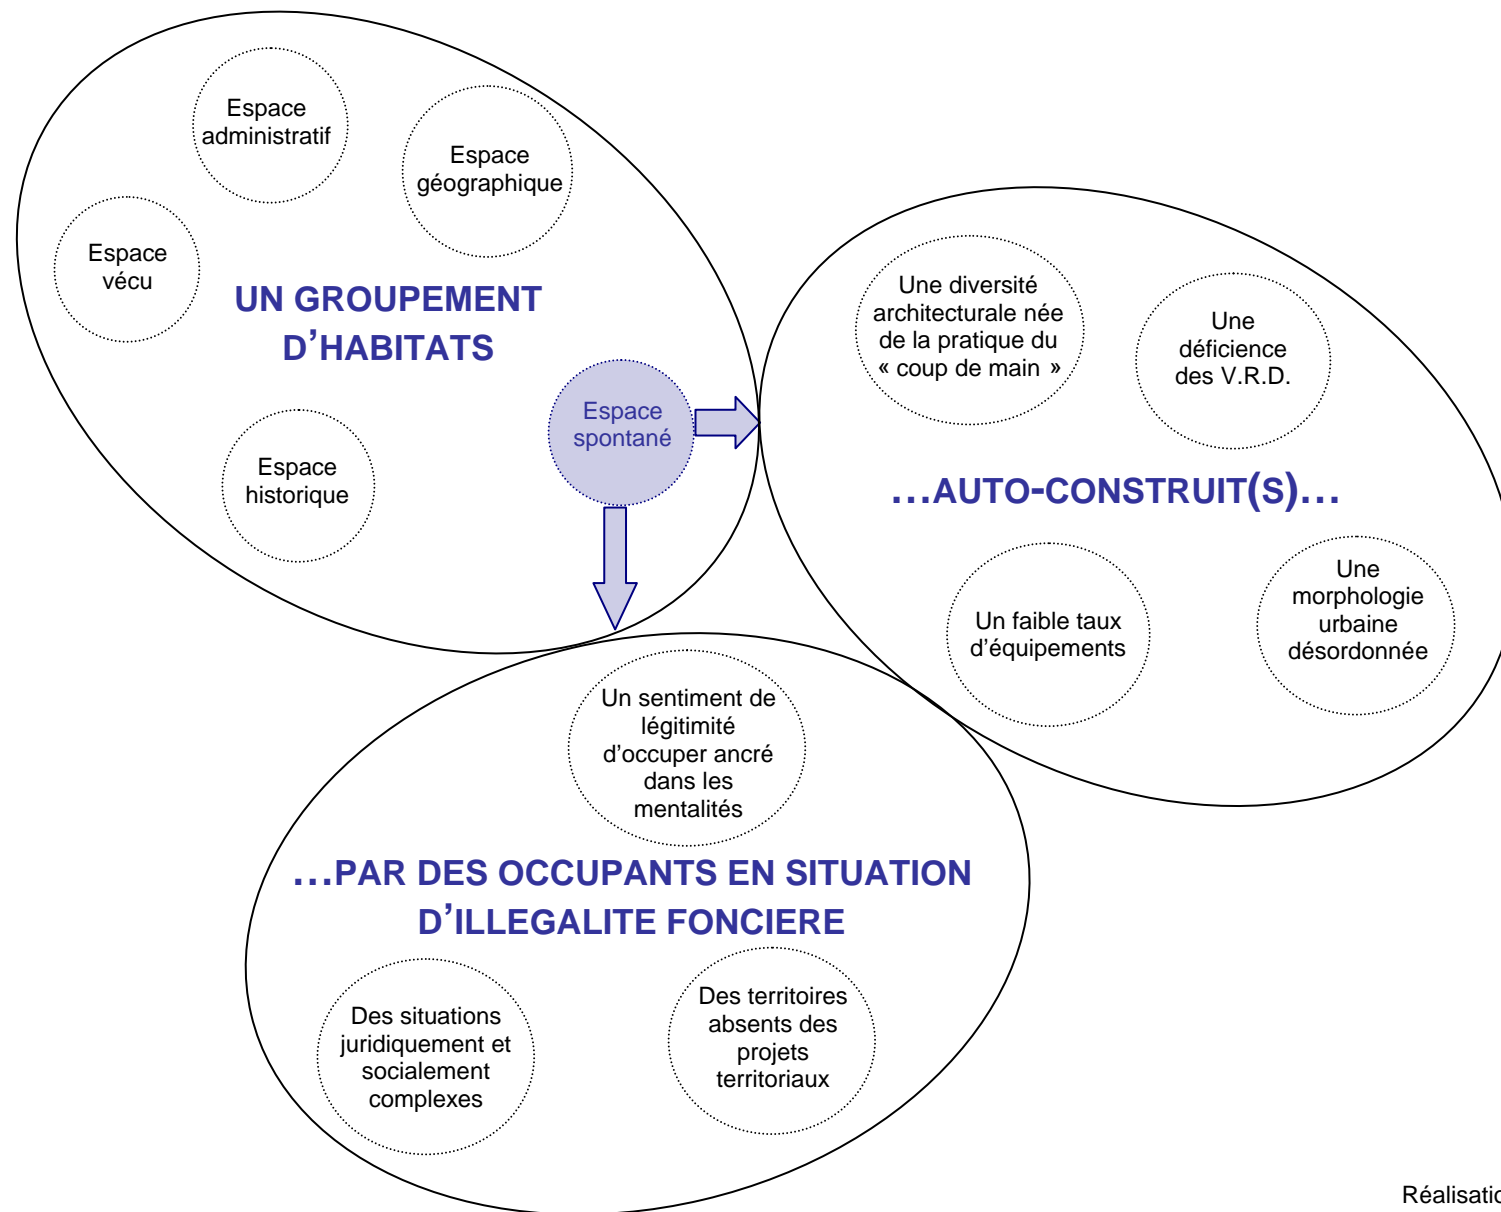 Espace
administratif
Espace
géographique
Espace
vécu
UN GROUPEMENT
D’HABITATS
Espace
spontané
Espace
historique
Une diversité
architecturale née
de la pratique du
« coup de main »
Une
déficience
des V.R.D.
…AUTO-CONSTRUIT(S)…
Un faible taux
d’équipements
Une
morphologie
urbaine
désordonnée
Un sentiment de
légitimité
d’occuper ancré
dans les
mentalités
…PAR DES OCCUPANTS EN SITUATION
D’ILLEGALITE FONCIERE
Des situations
juridiquement et
socialement
complexes
Des territoires
absents des
projets
territoriaux